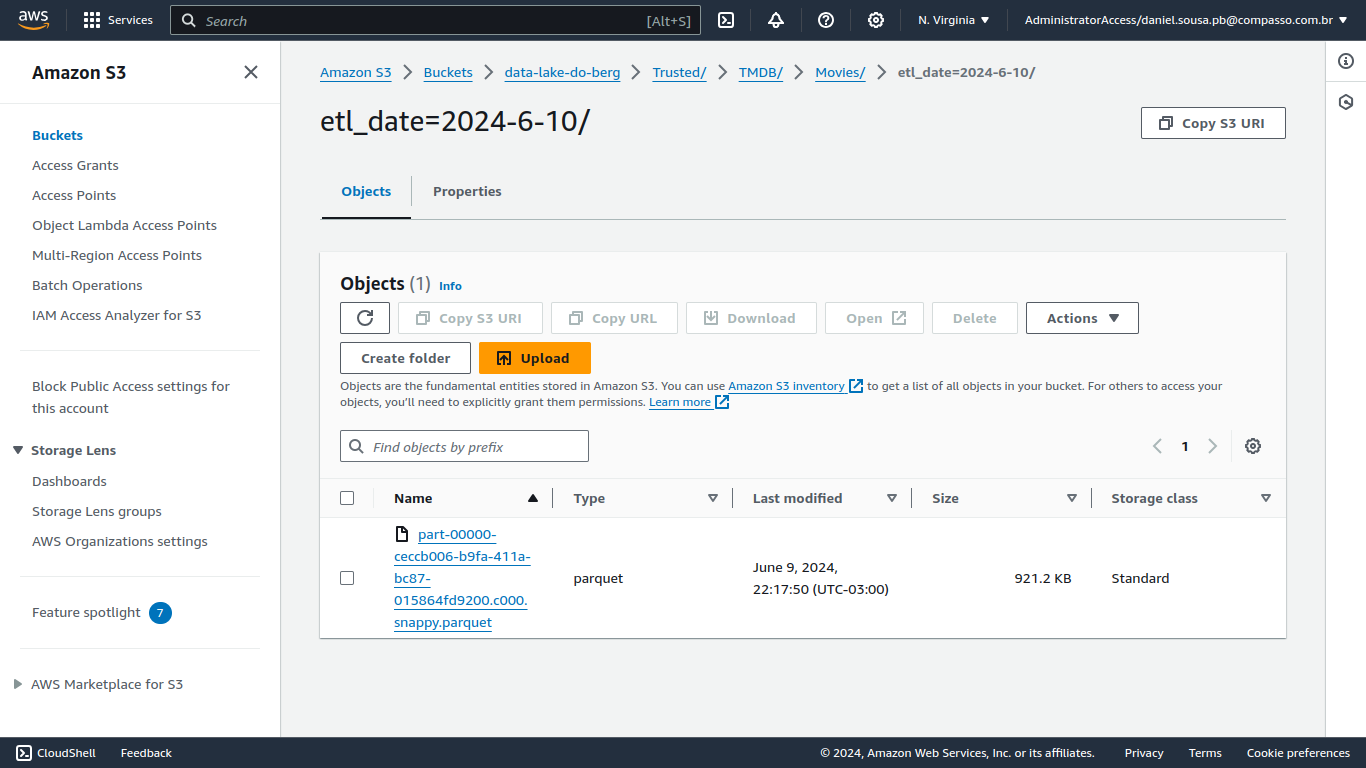 aws
Services
Search
[Alt+S]
N. Virginia
AdministratorAccess/daniel.sousa.pb@compasso.com.br
Amazon S3
Buckets
Access Grants
Access Points
Object Lambda Access Points
Multi-Region Access Points
Batch Operations
IAM Access Analyzer for S3
Block Public Access settings for
this account
Storage Lens
Dashboards
Storage Lens groups
AWS Organizations settings
Feature spotlight 7
AWS Marketplace for S3
Amazon S3 Buckets data-lake-do-berg Trusted/ TMDB/ Movies/ etl_date=2024-6-10/
etl_date=2024-6-10/
Copy S3 URI
Objects Properties
Objects (1) Info
Copy S3 URI Copy URL Download Open Delete Actions
Create folder Upload
Objects are the fundamental entities stored in Amazon S3. You can use Amazon S3 inventory to get a list of all objects in your bucket. For others to access your
objects, you'll need to explicitly grant them permissions. Learn more
Find objects by prefix
1
Name Type Last modified Size Storage class
part-00000-
ceccb006-b9fa-411a-
bc87-
015864fd9200.c000.
snappy.parquet
parquet
June 9, 2024,
22:17:50 (UTC-03:00)
921.2 KB
Standard
CloudShell Feedback © 2024, Amazon Web Services, Inc. or its affiliates. Privacy Terms Cookie preferences